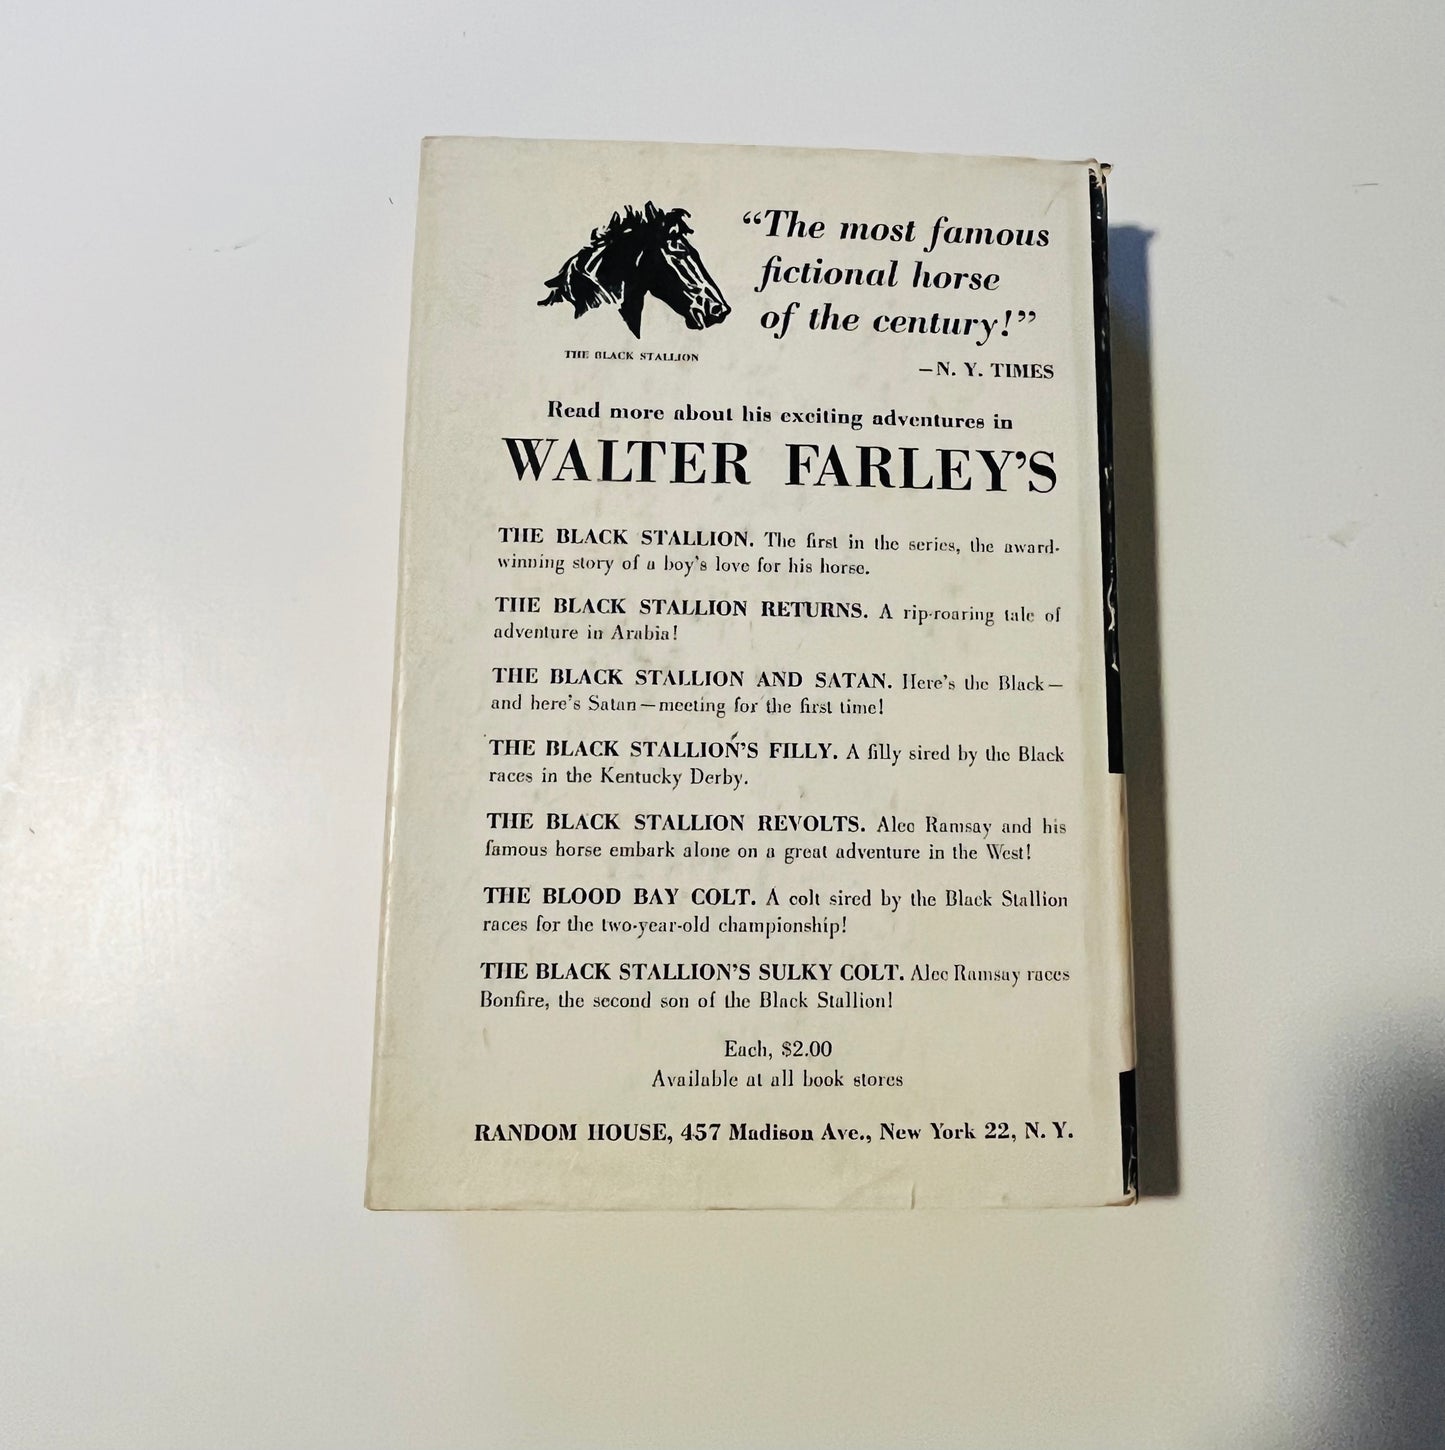 “The most famous
fictional horse
of the century!”
THE BLACK STALLION
—N. Y. TIMES
Read more about his exciting adventures in
WALTER FARLEY’S
THE BLACK STALLION. The first in the series, the award-
winning story of a boy’s love for his horse.
THE BLACK STALLION RETURNS. A rip-roaring tale of
adventure in Arabia!
THE BLACK STALLION AND SATAN. Here’s the Black—
and here’s Satan—meeting for the first time!
THE BLACK STALLION’S FILLY. A filly sired by the Black
races in the Kentucky Derby.
THE BLACK STALLION REVOLTS. Alec Ramsay and his
famous horse embark alone on a great adventure in the West!
THE BLOOD BAY COLT. A colt sired by the Black Stallion
races for the two-year-old championship!
THE BLACK STALLION’S SULKY COLT. Alec Ramsay races
Bonfire, the second son of the Black Stallion!
Each, $2.00
Available at all book stores
RANDOM HOUSE, 457 Madison Ave., New York 22, N. Y.